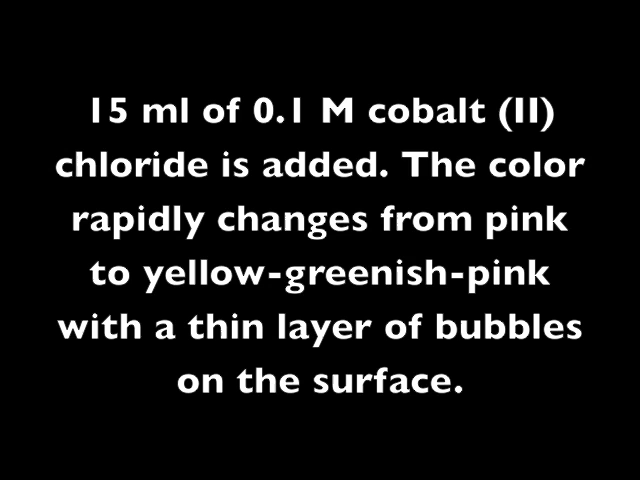 15 ml of 0.1 M cobalt (II)
chloride is added. The color
rapidly changes from pink
to yellow-greenish-pink
with a thin layer of bubbles
on the surface.